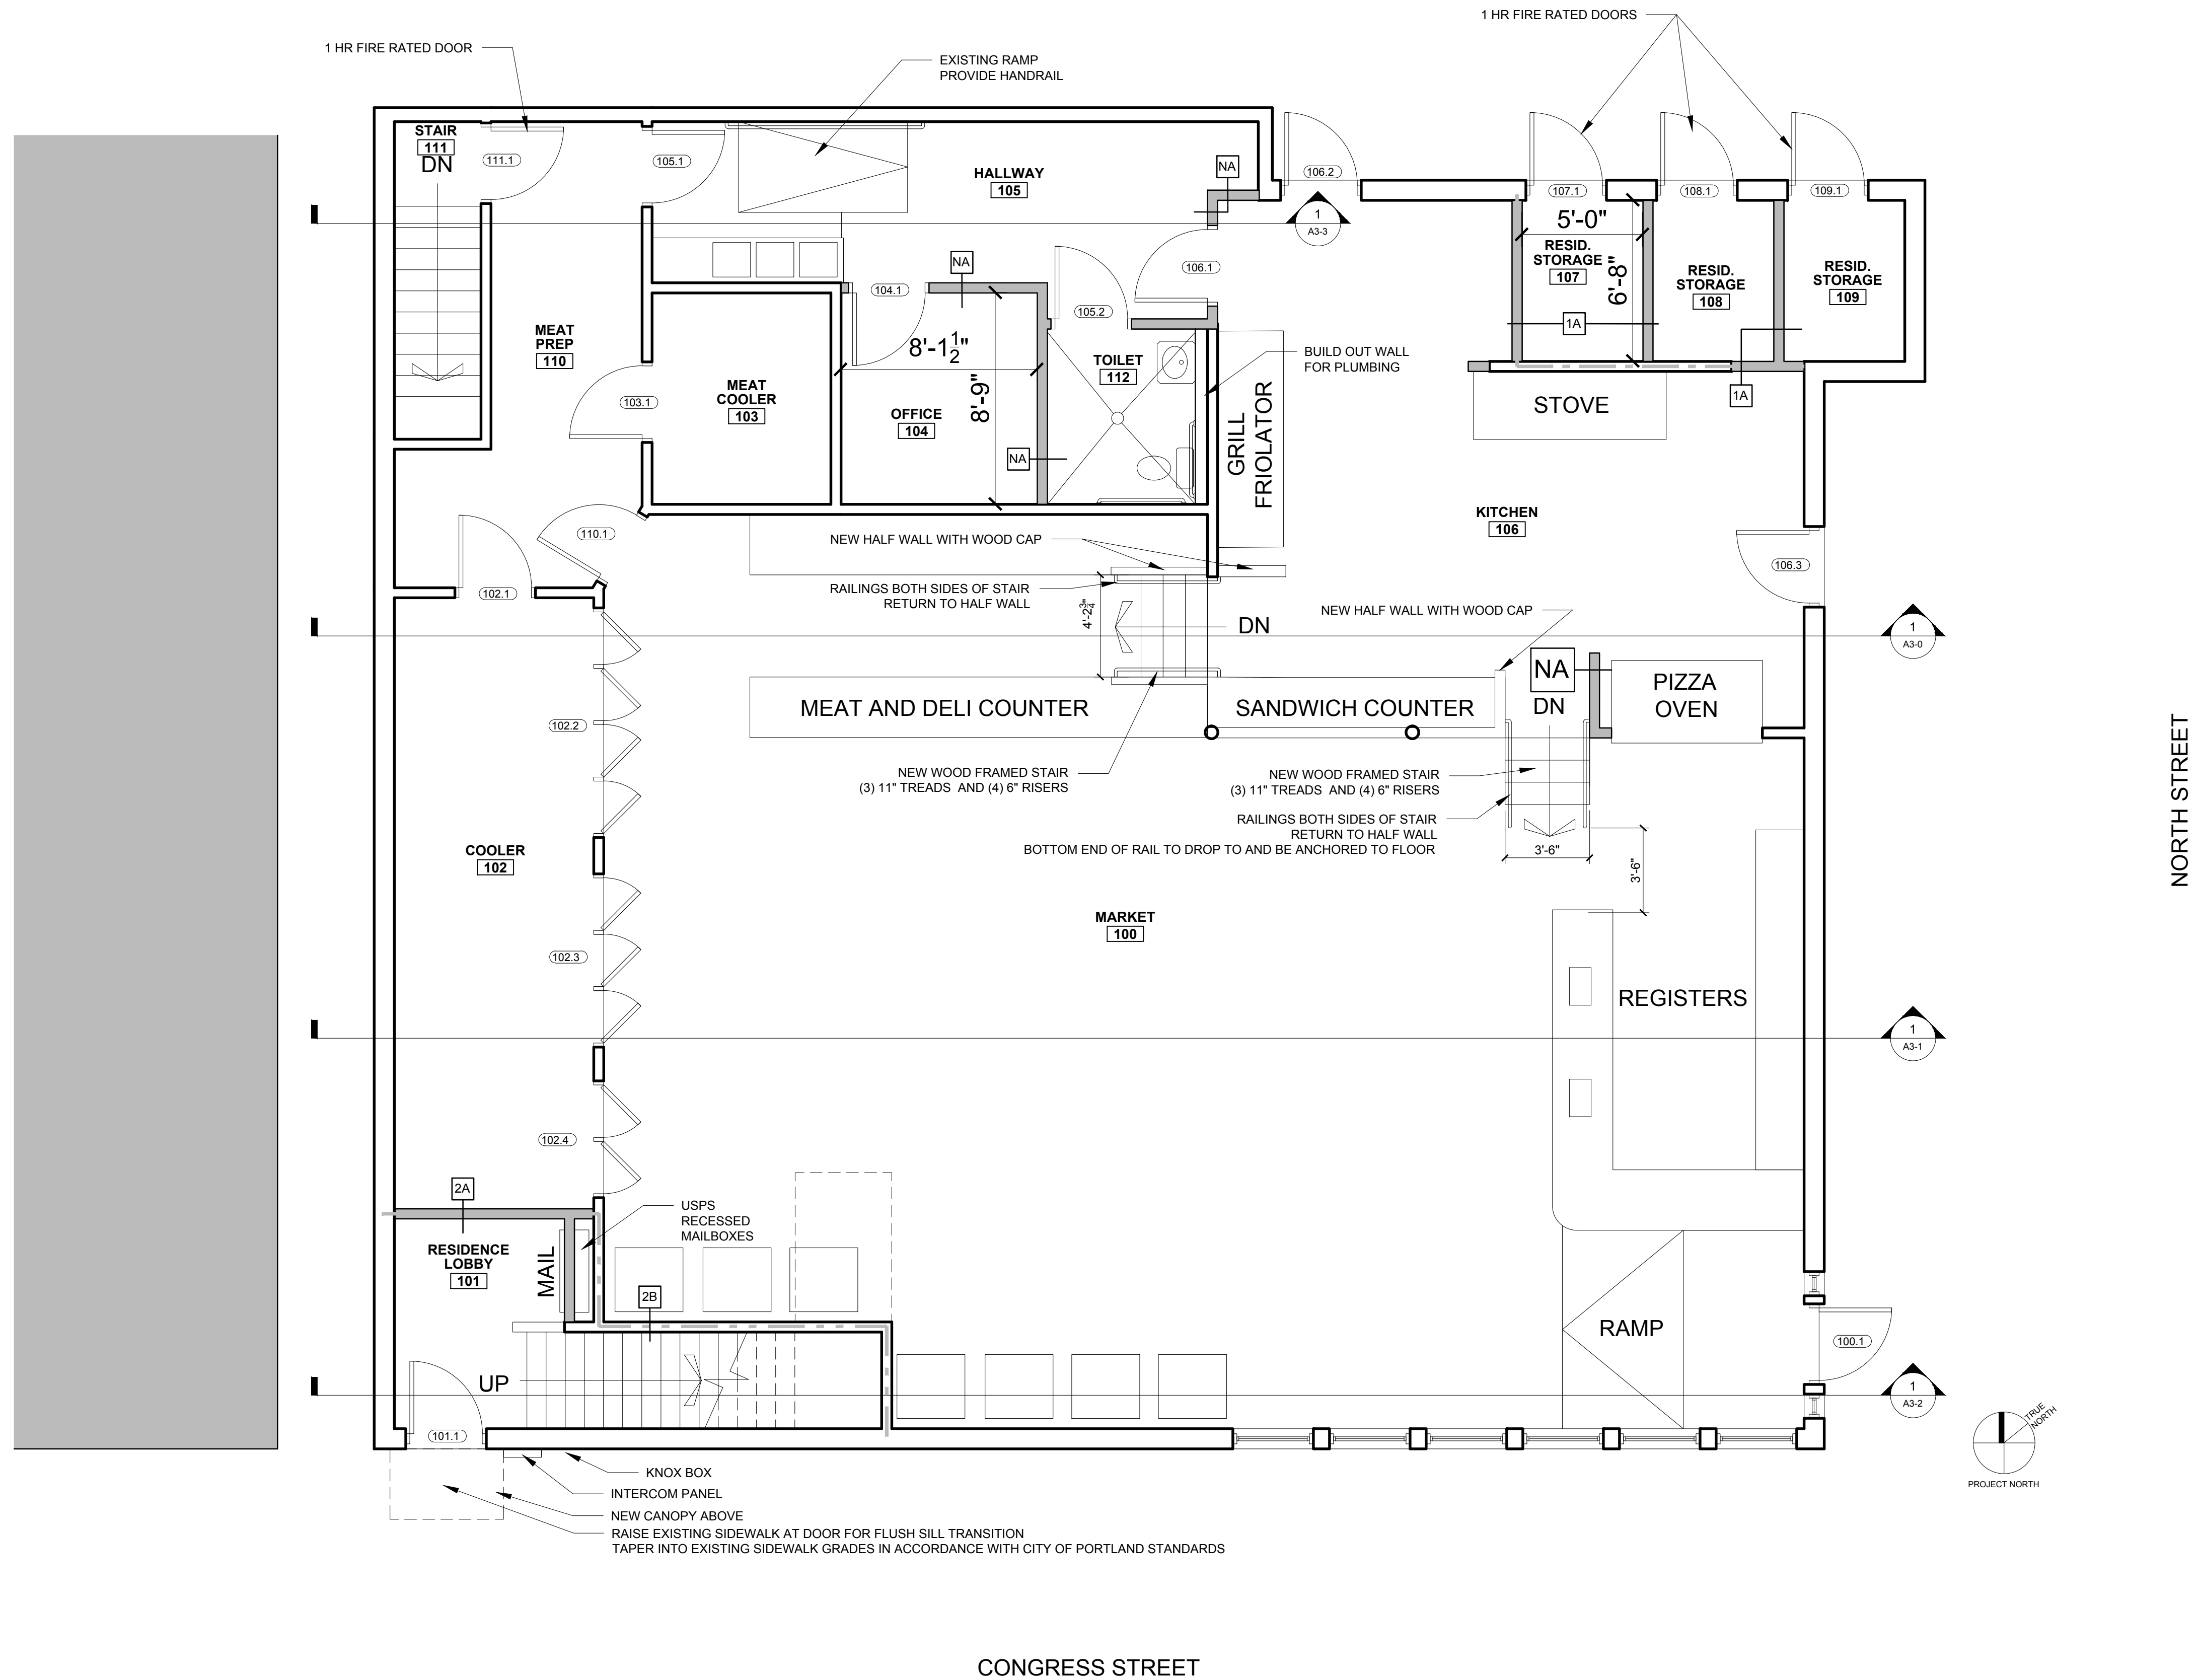 1 HR FIRE RATED DOORS
1 HR FIRE RATED DOOR
EXISTING RAMP
PROVIDE HANDRAIL
STAIR
111
DN
111.1
105.1
HALLWAY
105
NA
106.2
1
A3-3
107.1
108.1
109.1
5'-0"
RESID.
STORAGE
107
6'-8"
RESID.
STORAGE
108
RESID.
STORAGE
109
NA
104.1
106.1
105.2
1A
1A
MEAT
PREP
110
8'-1 1/2"
8'-9"
TOILET
112
BUILD OUT WALL
FOR PLUMBING
103.1
MEAT
COOLER
103
OFFICE
104
NA
GRILL
FRIOLATOR
STOVE
KITCHEN
106
110.1
NEW HALF WALL WITH WOOD CAP
106.3
102.1
RAILINGS BOTH SIDES OF STAIR
RETURN TO HALF WALL
4'-2 3/4"
DN
NEW HALF WALL WITH WOOD CAP
1
A3-0
NA
DN
PIZZA
OVEN
MEAT AND DELI COUNTER
SANDWICH COUNTER
102.2
NEW WOOD FRAMED STAIR
(3) 11" TREADS AND (4) 6" RISERS
NEW WOOD FRAMED STAIR
(3) 11" TREADS AND (4) 6" RISERS
RAILINGS BOTH SIDES OF STAIR
RETURN TO HALF WALL
BOTTOM END OF RAIL TO DROP TO AND BE ANCHORED TO FLOOR
3'-6"
3'-6"
NORTH STREET
COOLER
102
MARKET
100
102.3
REGISTERS
1
A3-1
102.4
2A
USPS
RECESSED
MAILBOXES
RESIDENCE
LOBBY
101
MAIL
2B
RAMP
100.1
UP
1
A3-2
101.1
TRUE
NORTH
PROJECT NORTH
KNOX BOX
INTERCOM PANEL
NEW CANOPY ABOVE
RAISE EXISTING SIDEWALK AT DOOR FOR FLUSH SILL TRANSITION
TAPER INTO EXISTING SIDEWALK GRADES IN ACCORDANCE WITH CITY OF PORTLAND STANDARDS
CONGRESS STREET